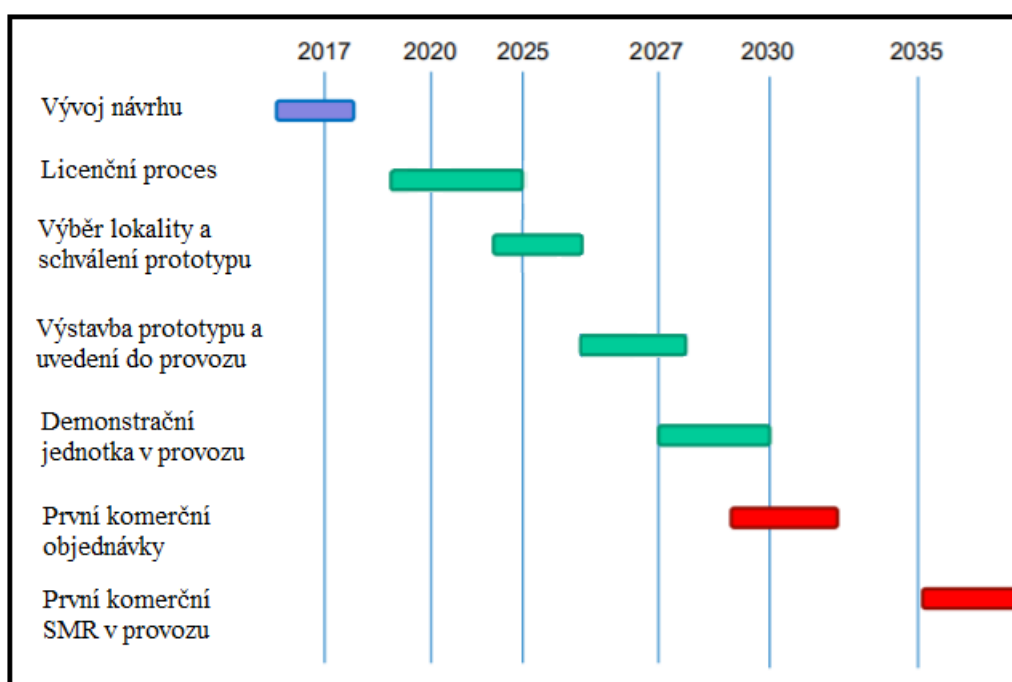 2017 2020 2025 2027 2030 2035
Vývoj návrhu
Licenční proces
Výběr lokality a
schválení prototypu
Výstavba prototypu a
uvedení do provozu
Demonstrační
jednotka v provozu
První komerční
objednávky
První komerční
SMR v provozu